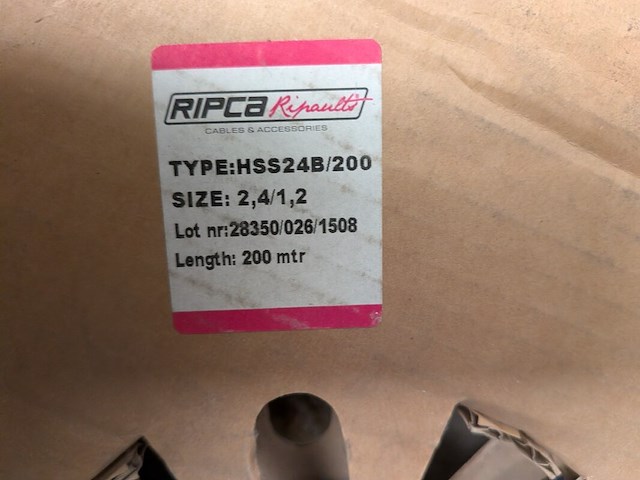 RIPCA Ripaults
CABLES & ACCESSORIES
TYPE:HSS24B/200
SIZE: 2,4/1,2
Lot nr:28350/026/1508
Length: 200 mtr